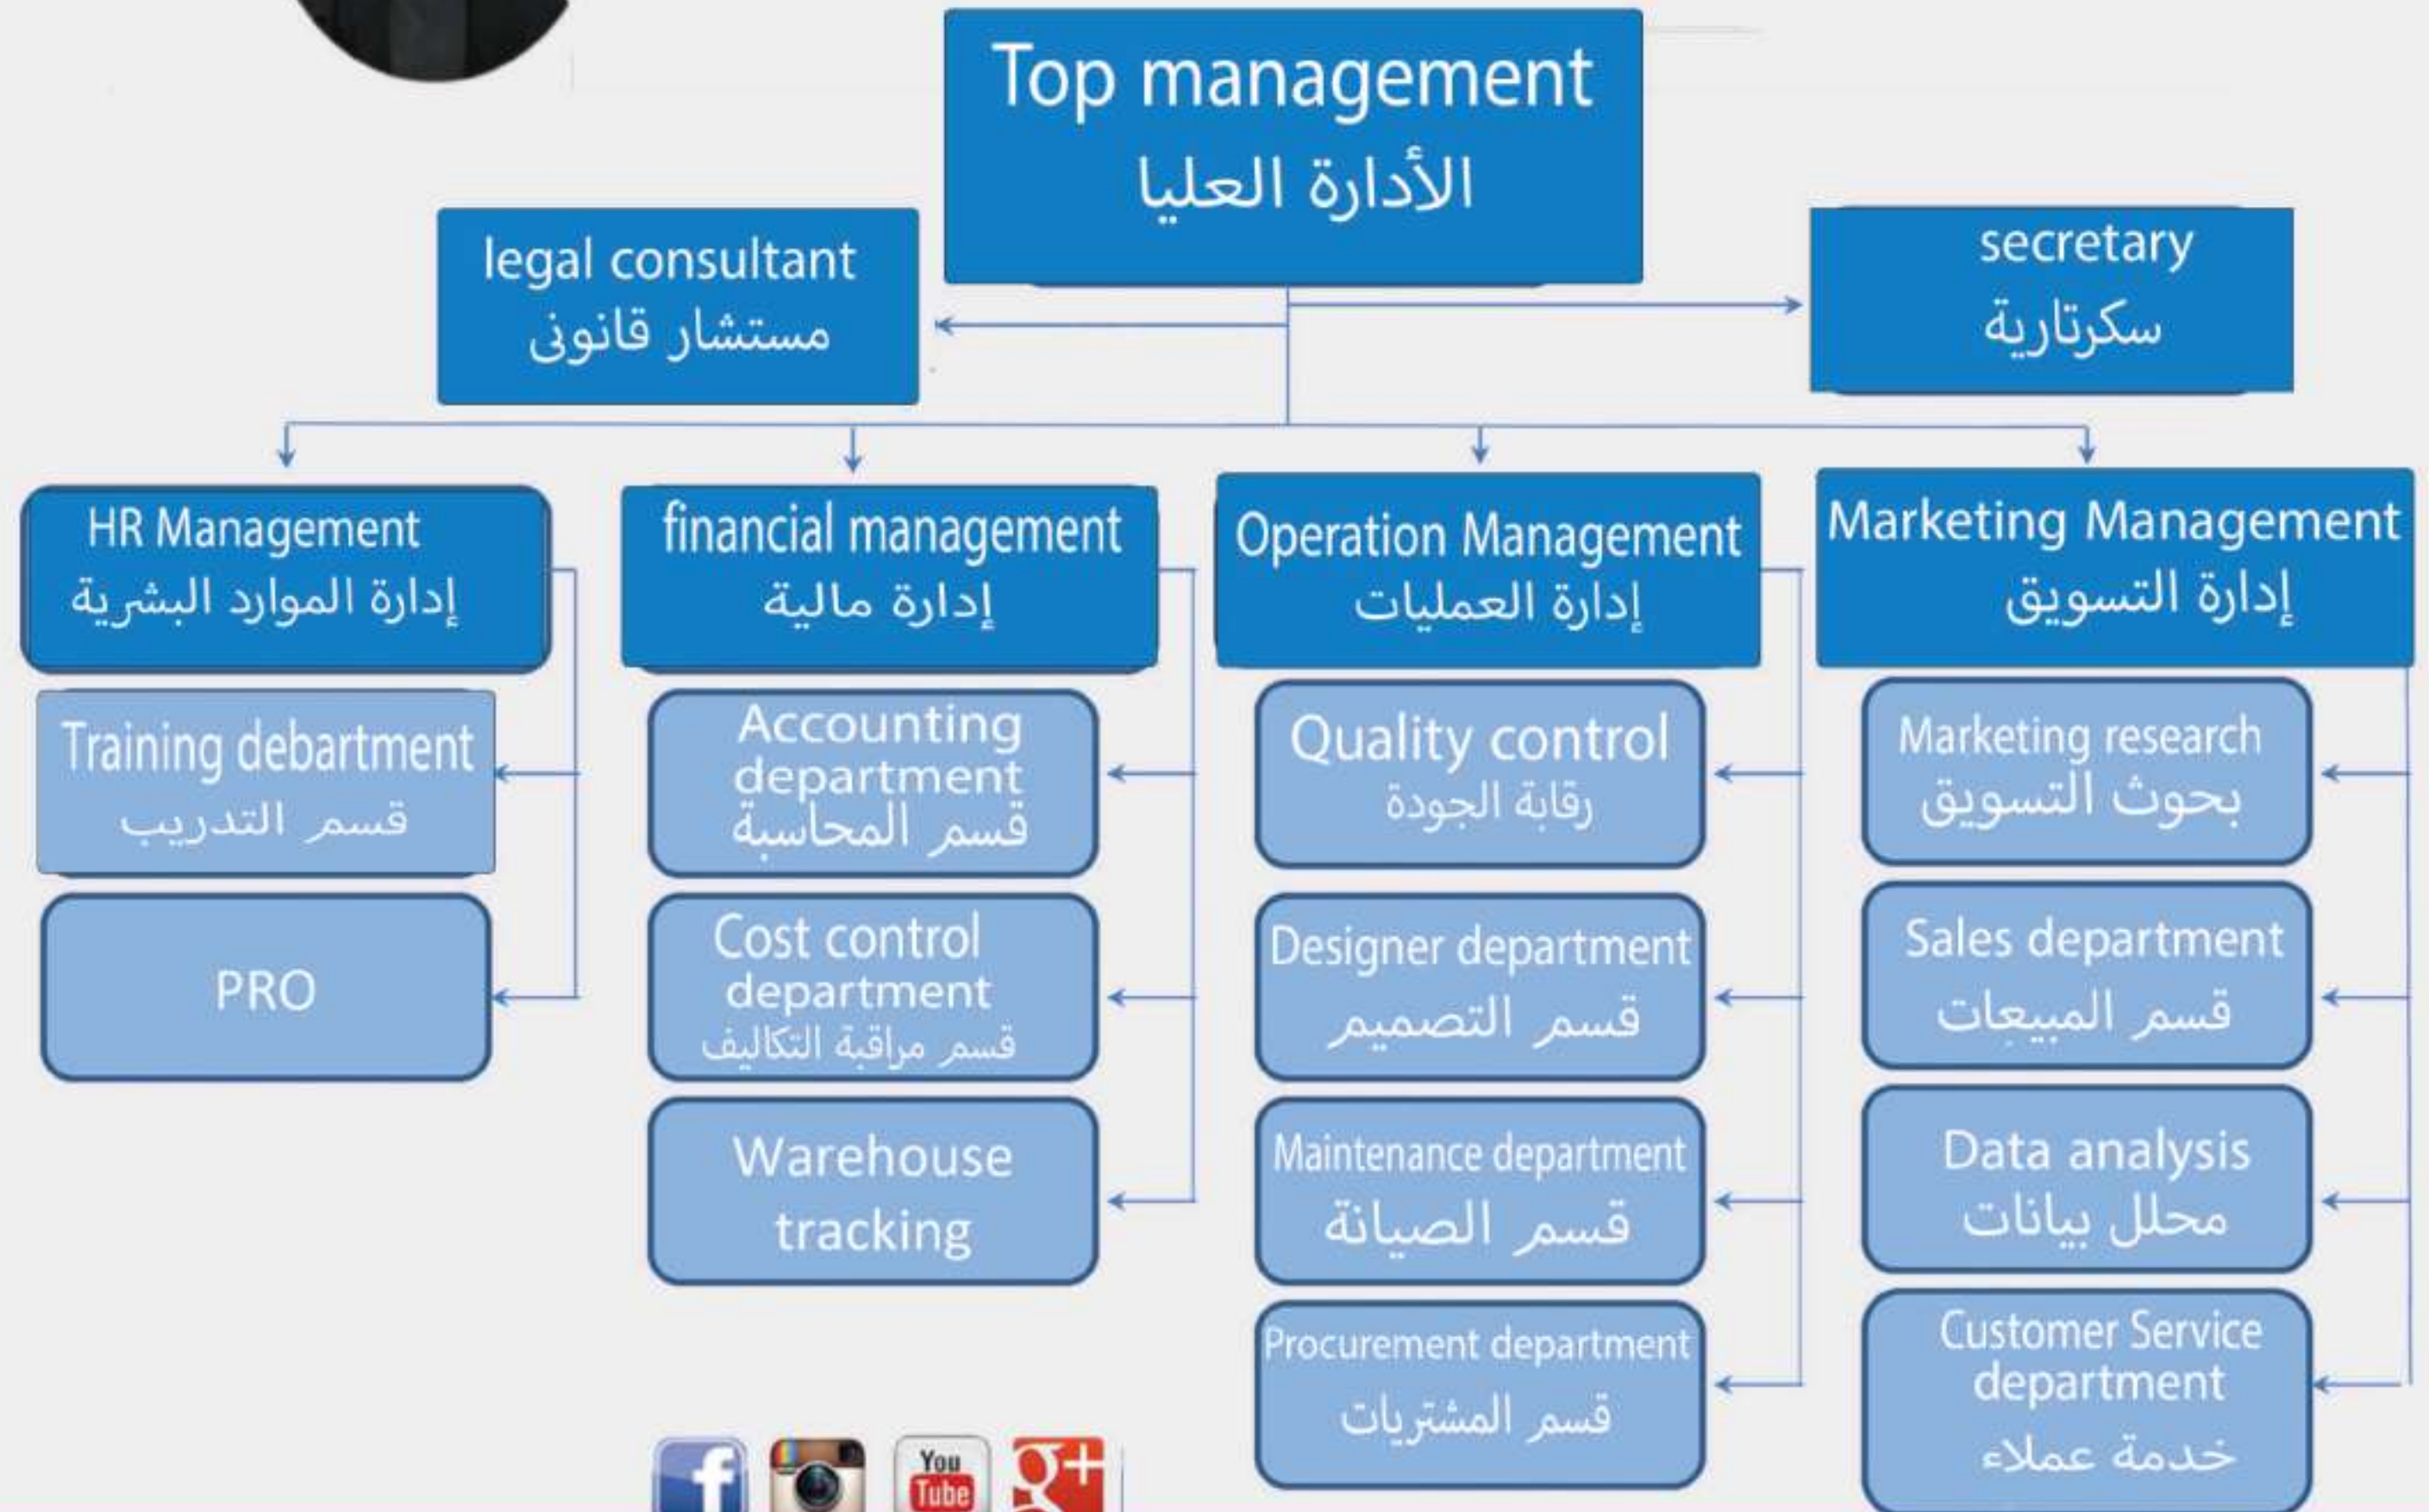 Top management
الأدارة العليا
legal consultant
مستشار قانونى
secretary
سكرتارية
HR Management
إدارة الموارد البشرية
Training debartment
قسم التدريب
PRO
financial management
إدارة مالية
Accounting
department
قسم المحاسبة
Cost control
department
قسم مراقبة التكاليف
Warehouse
tracking
Operation Management
إدارة العمليات
Quality control
رقابة الجودة
Designer department
قسم التصميم
Maintenance department
قسم الصيانة
Procurement department
قسم المشتريات
Marketing Management
إدارة التسويق
Marketing research
بحوث التسويق
Sales department
قسم المبيعات
Data analysis
محلل بيانات
Customer Service
department
خدمة عملاء
f
You
Tube
g+